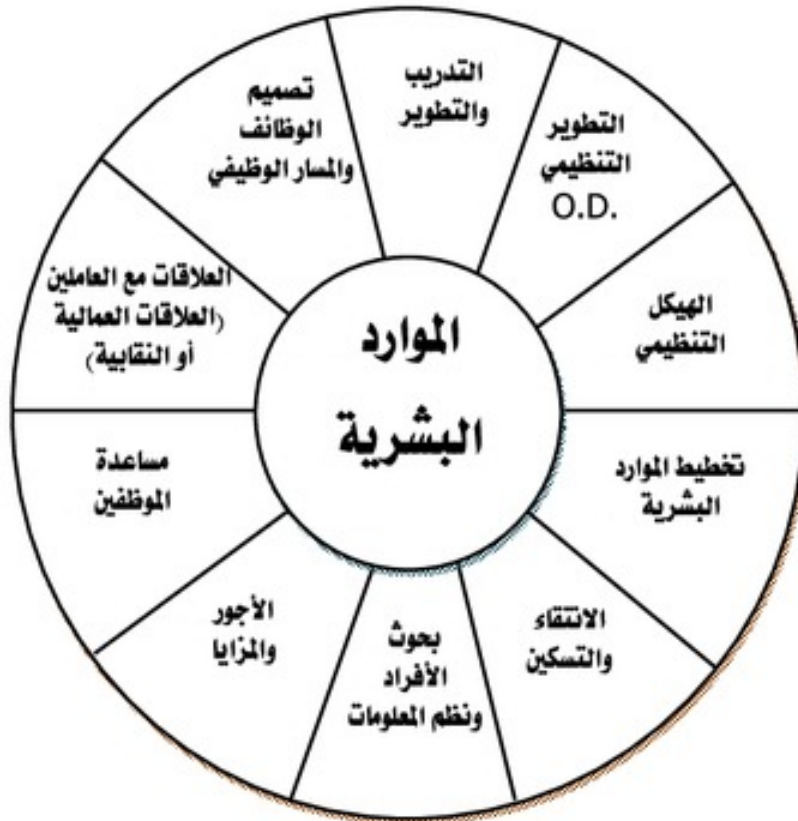 الموارد
البشرية
التدريب
والتطوير
التطوير
التنظيمي
O.D.
الهيكل
التنظيمي
تخطيط الموارد
البشرية
الانتقاء
والتسكين
بحوث
الأفراد
ونظم المعلومات
الأجور
والمزايا
مساعدة
الموظفين
العلاقات مع العاملين
(العلاقات العمالية
أو النقابية)
تصميم
الوظائف
والمسار الوظيفي